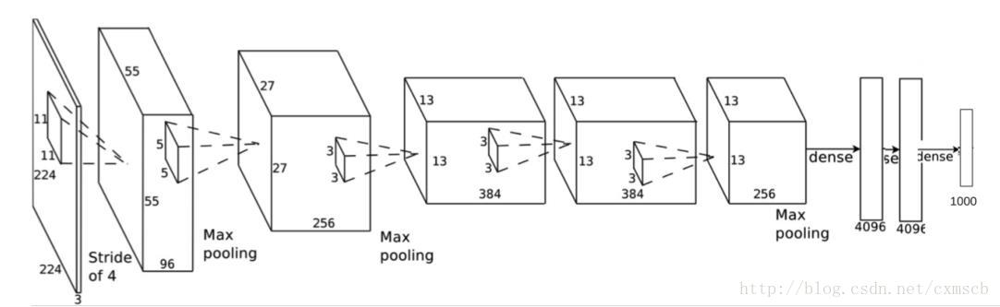 11
11
224
224
3
Stride
of 4
55
5
5
55
96
Max
pooling
27
3
3
27
256
Max
pooling
13
13
3
3
384
13
13
3
3
384
13
13
256
Max
pooling
dense
4096
dense
4096
1000
http://blog.csdn.net/cxmscb